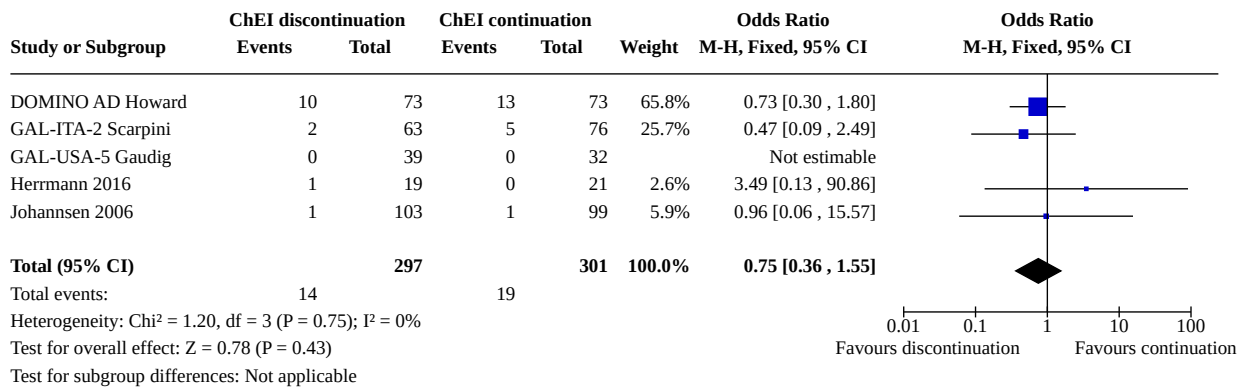 ChEI discontinuation ChEI continuation Odds Ratio Odds Ratio
Study or Subgroup Events Total Events Total Weight M-H, Fixed, 95% CI M-H, Fixed, 95% CI
DOMINO AD Howard 10 73 13 73 65.8% 0.73 [0.30 , 1.80]
GAL-ITA-2 Scarpini 2 63 5 76 25.7% 0.47 [0.09 , 2.49]
GAL-USA-5 Gaudig 0 39 0 32 Not estimable
Herrmann 2016 1 19 0 21 2.6% 3.49 [0.13 , 90.86]
Johannsen 2006 1 103 1 99 5.9% 0.96 [0.06 , 15.57]
Total (95% CI) 297 301 100.0% 0.75 [0.36 , 1.55]
Total events: 14 19
Heterogeneity: Chi² = 1.20, df = 3 (P = 0.75); I² = 0%
Test for overall effect: Z = 0.78 (P = 0.43)
Test for subgroup differences: Not applicable
0.01 0.1 1 10 100
Favours discontinuation Favours continuation